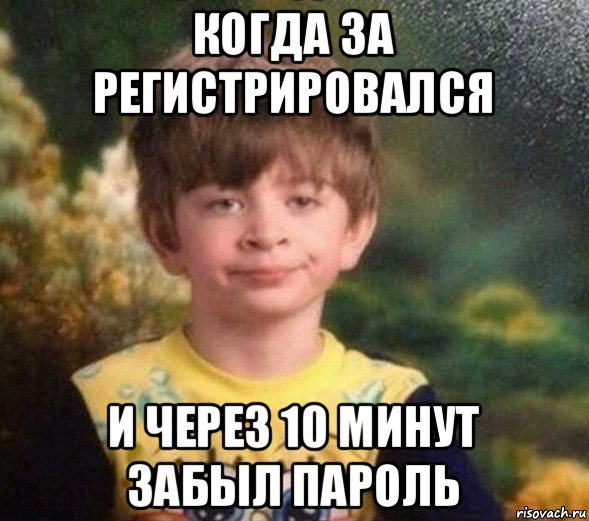 КОГДА ЗА
РЕГИСТРИРОВАЛСЯ
И ЧЕРЕЗ 10 МИНУТ
ЗАБЫЛ ПАРОЛЬ
risovach.ru